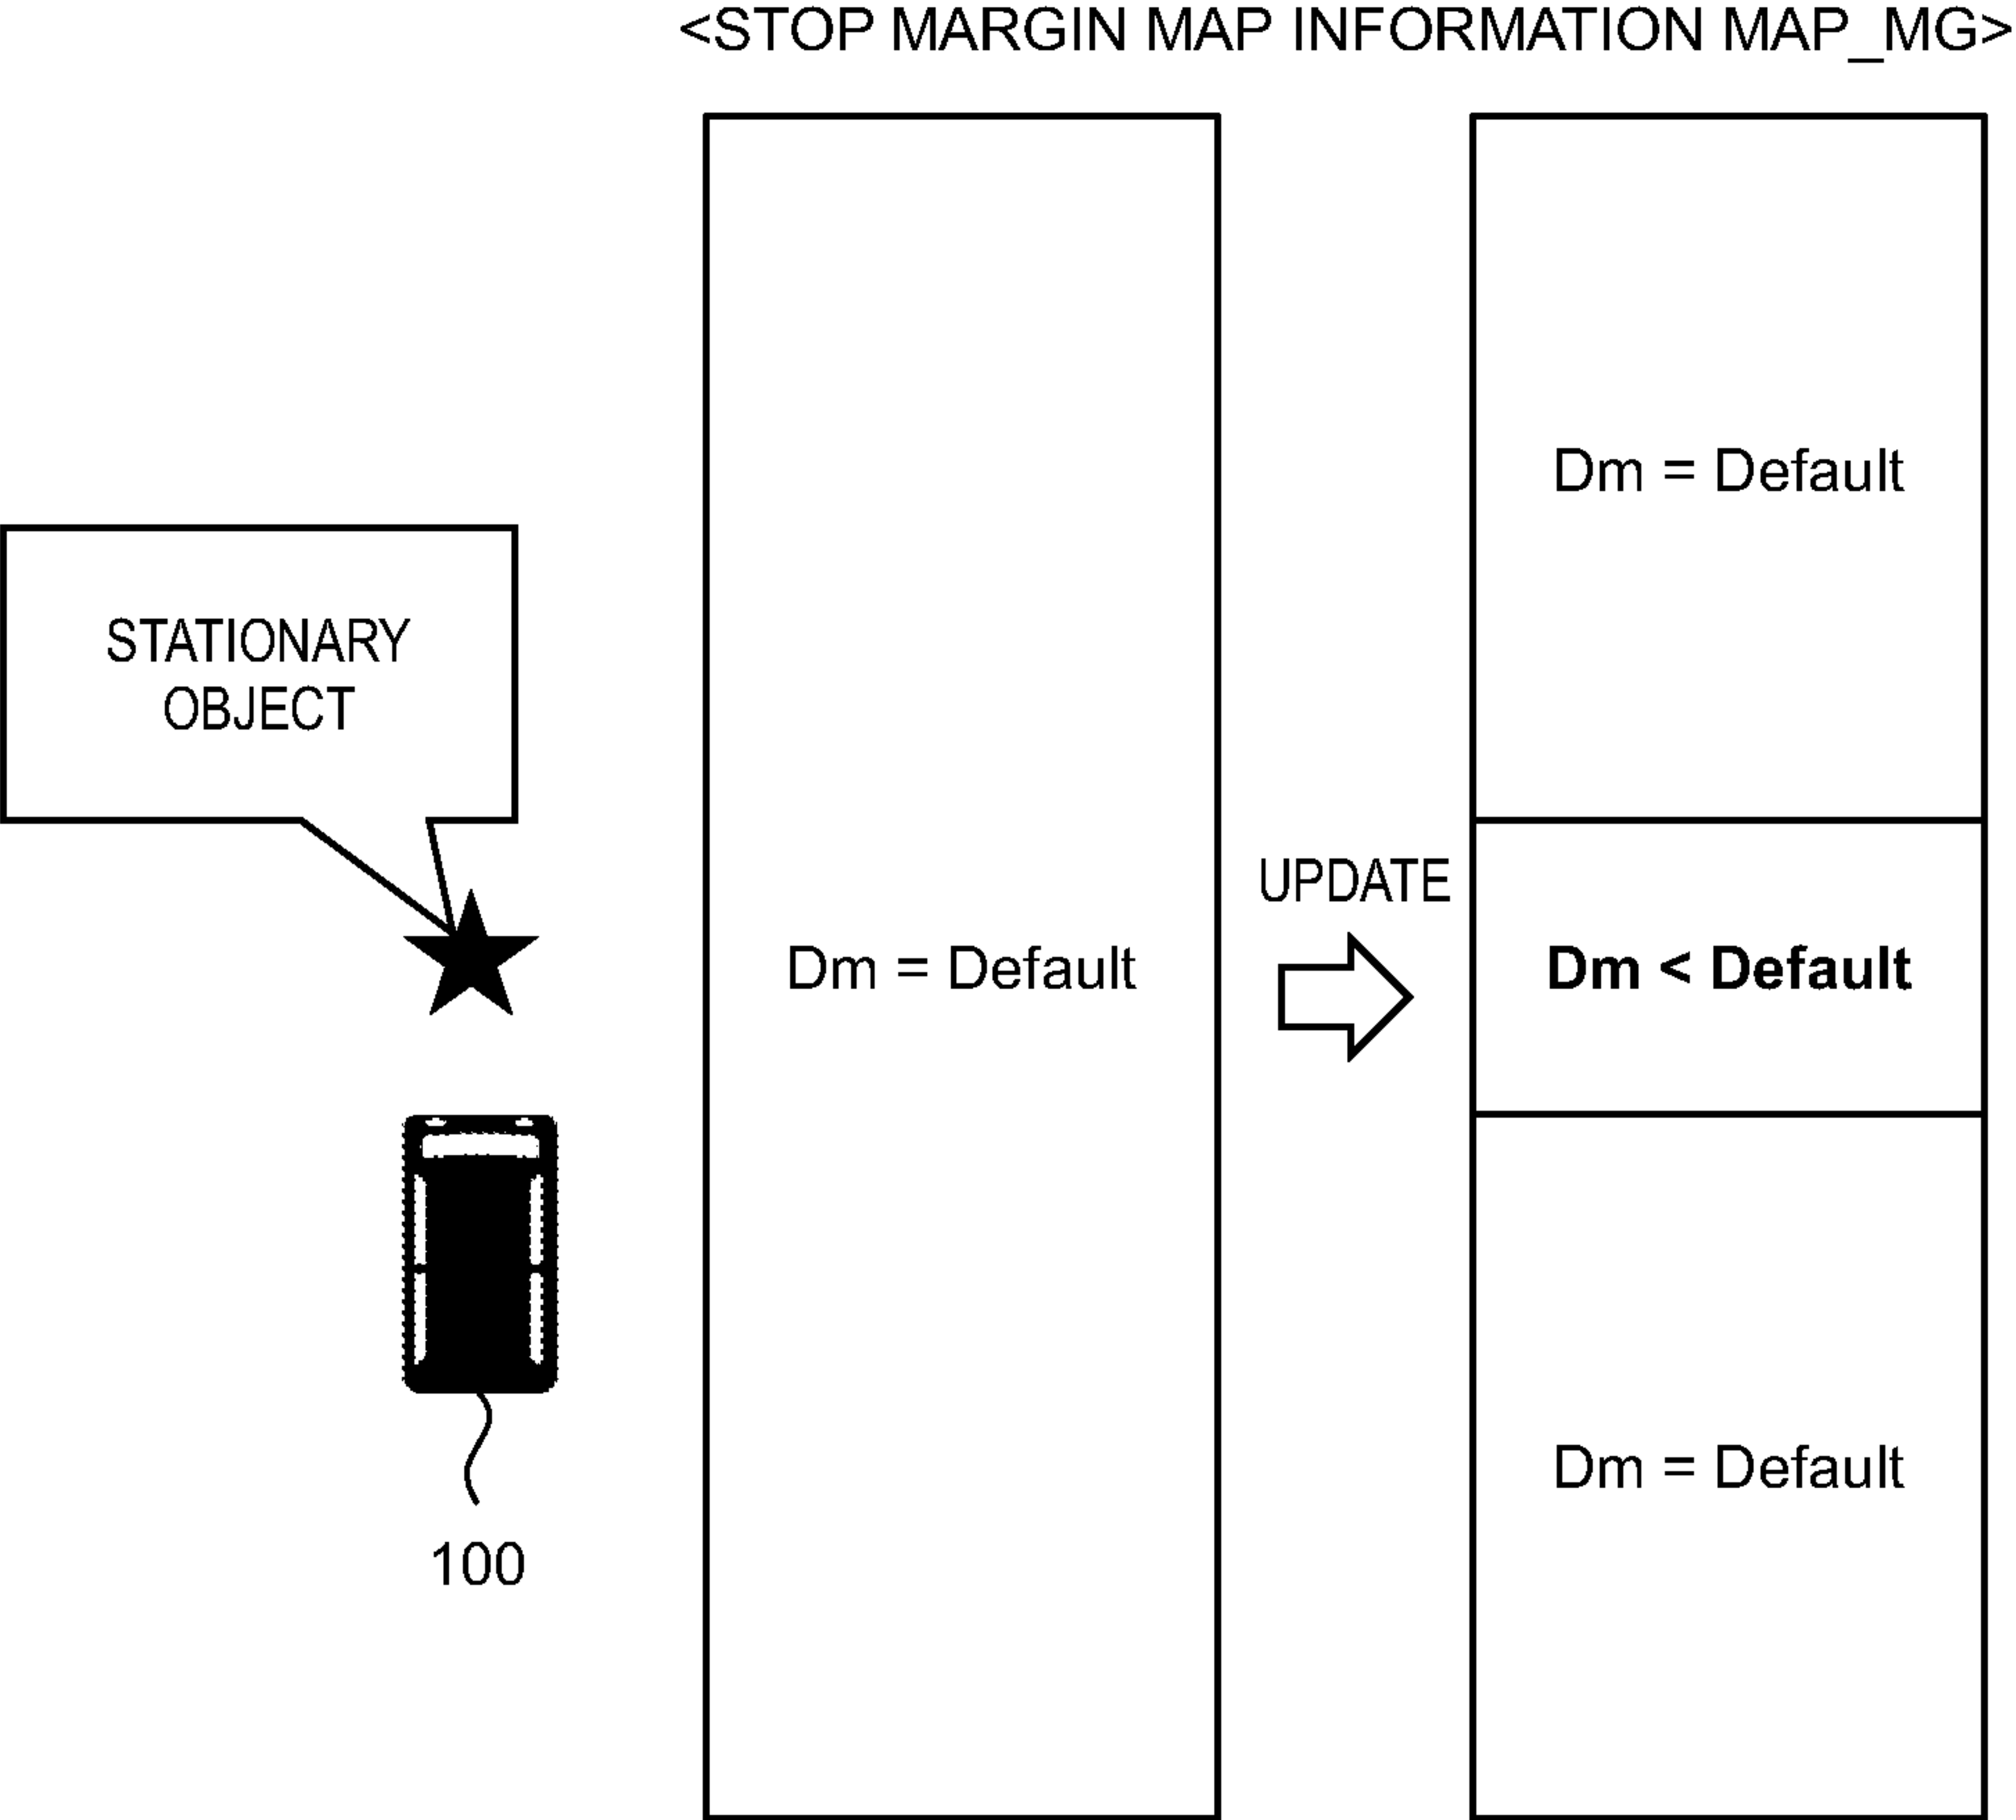 <STOP MARGIN MAP INFORMATION MAP_MG>
STATIONARY
OBJECT
100
Dm = Default
UPDATE
Dm = Default
Dm < Default
Dm = Default